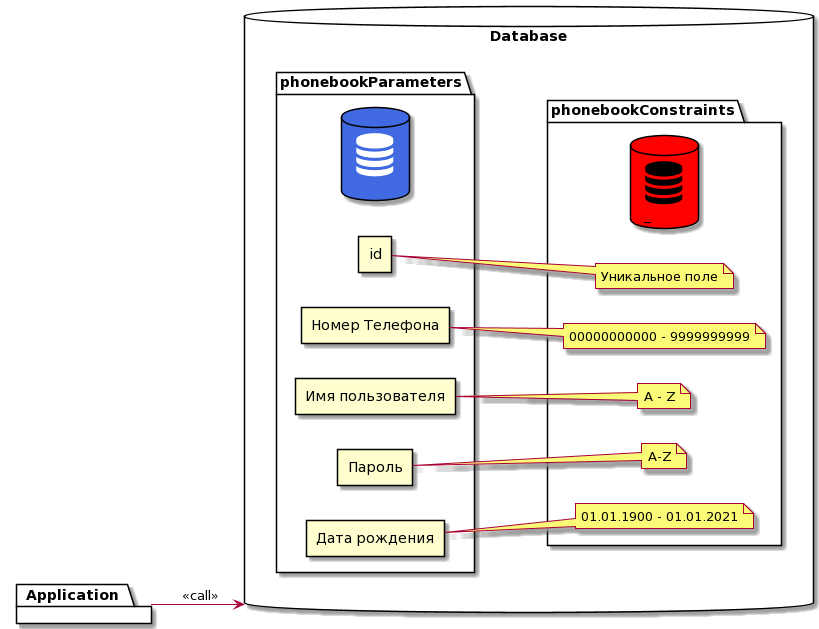 Database
phonebookParameters
phonebookConstraints
id
Уникальное поле
Номер Телефона
00000000000 - 9999999999
Имя пользователя
A - Z
Пароль
A-Z
Дата рождения
01.01.1900 - 01.01.2021
Application
«call»